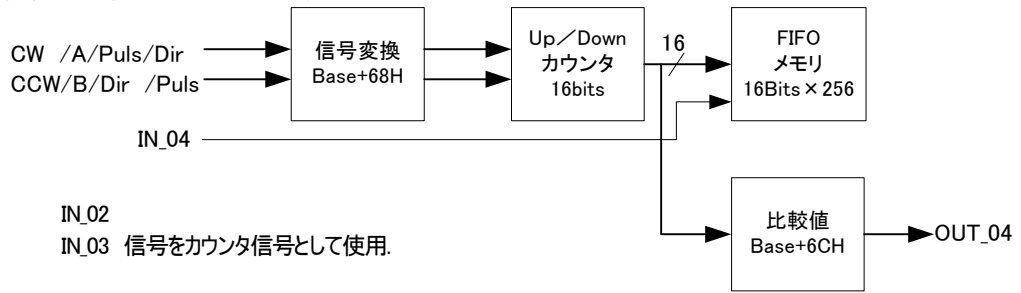 CW /A/Puls/Dir
CCW/B/Dir /Puls
信号変換
Base+68H
Up／Down
カウンタ
16bits
16
FIFO
メモリ
16Bits×256
IN_04
IN_02
IN_03 信号をカウンタ信号として使用.
比較値
Base+6CH
OUT_04